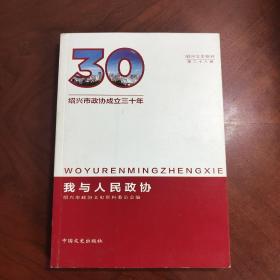 30
绍兴文史资料
第二十八辑
绍兴市政协成立三十年
WOYURENMINZHENGXIE
我与人民政协
绍兴市政协文史资料委员会编
中国文史出版社